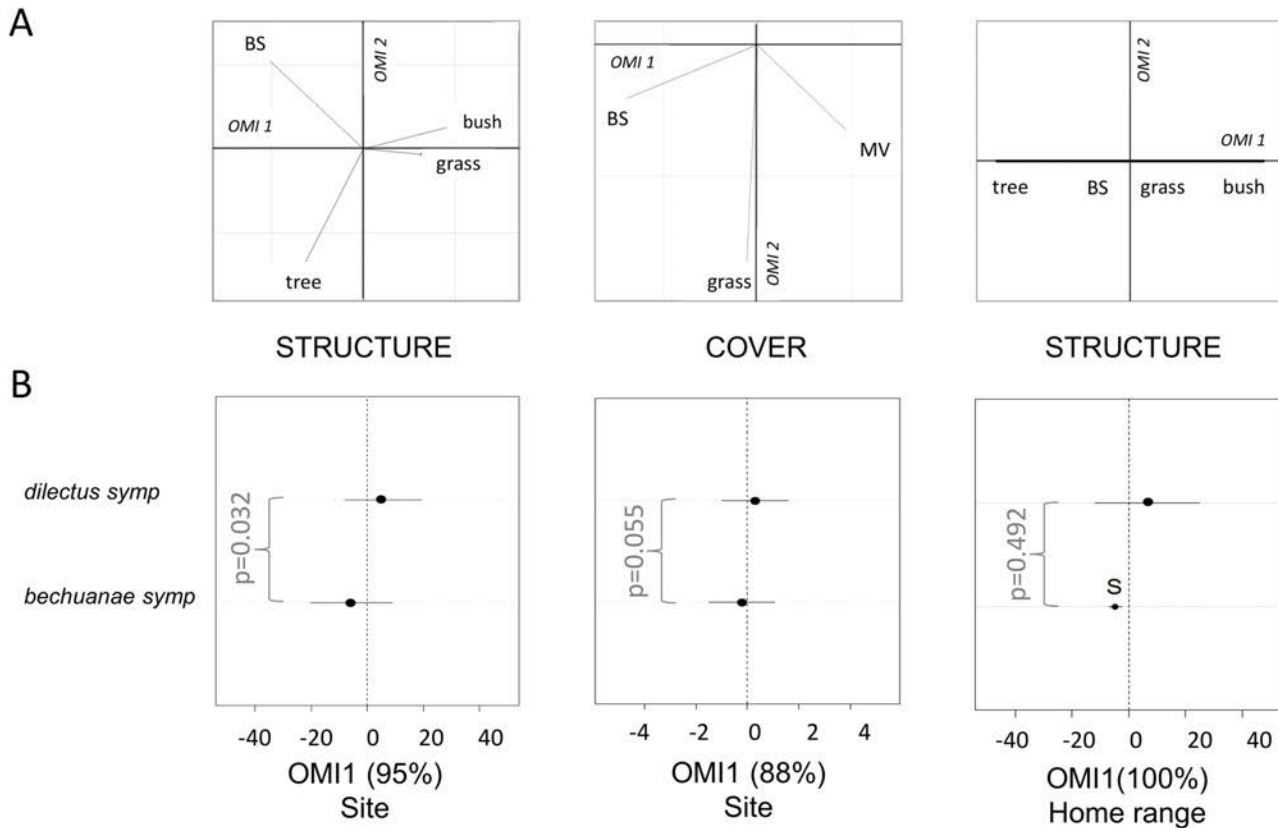 A
BS
OMI 2
OMI 1
bush
grass
tree
STRUCTURE
OMI 1
BS
MV
grass
OMI 2
COVER
OMI 2
OMI 1
tree BS grass bush
STRUCTURE
B
dilectus symp
bechuanae symp
p=0.032
-40 -20 0 20 40
OMI1 (95%)
Site
p=0.055
-4 -2 0 2 4
OMI1 (88%)
Site
p=0.492
S
-40 -20 0 20 40
OMI1(100%)
Home range